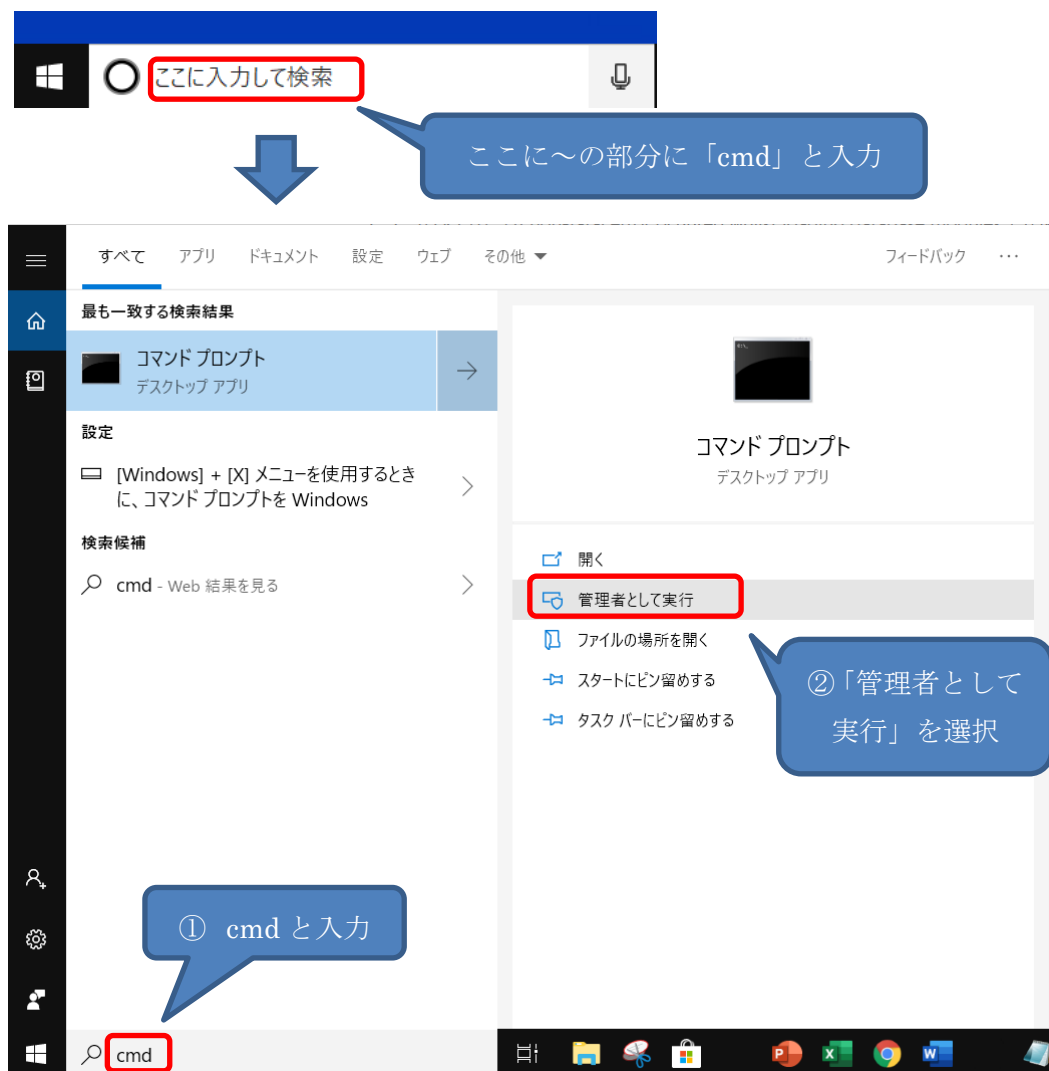 ここに入力して検索
ここに～の部分に「cmd」と入力
すべて アプリ ドキュメント 設定 ウェブ その他 フィードバック ...
最も一致する検索結果
コマンド プロンプト
デスクトップ アプリ
設定
[Windows] + [X] メニューを使用するとき
に、コマンド プロンプトを Windows
検索候補
cmd - Web 結果を見る
コマンド プロンプト
デスクトップ アプリ
開く
管理者として実行
ファイルの場所を開く
スタートにピン留めする
タスク バーにピン留めする
②「管理者として
実行」を選択
① cmd と入力
cmd